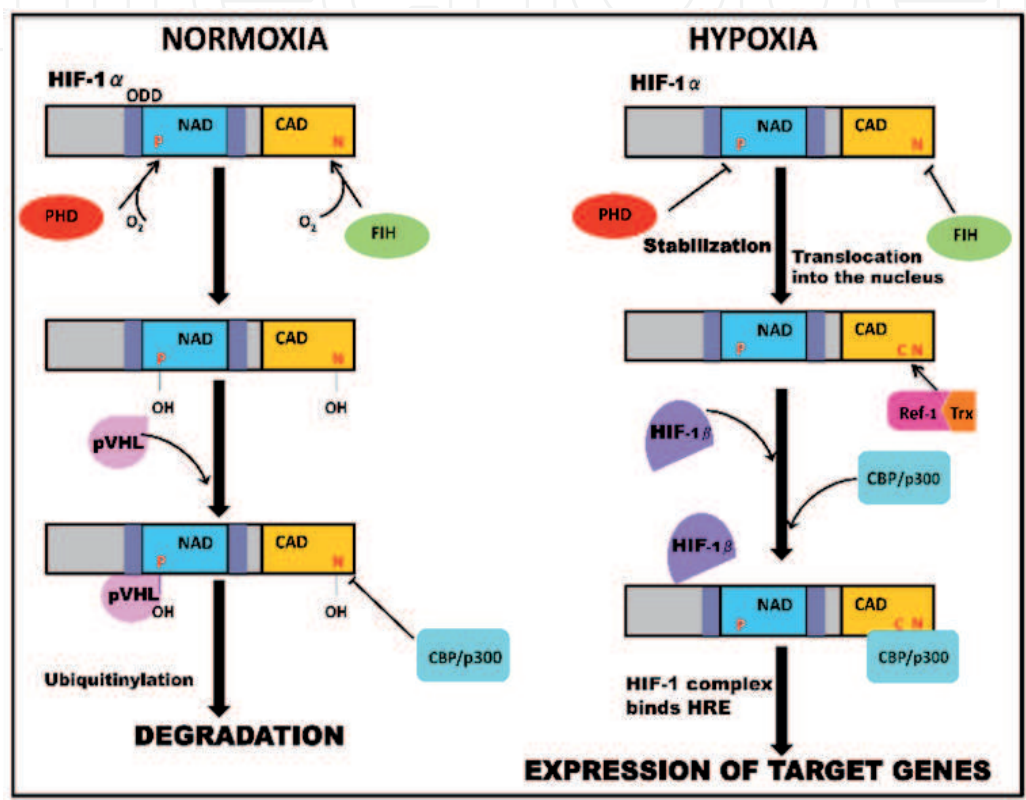 NORMOXIA
HIF-1α
ODD
NAD
CAD
P
N
PHD
O2
O2
FIH
NAD
CAD
P
N
OH
OH
pVHL
NAD
CAD
P
N
pVHL
OH
OH
CBP/p300
Ubiquitinylation
DEGRADATION
HYPOXIA
HIF-1α
NAD
CAD
P
N
PHD
FIH
Stabilization
Translocation
into the nucleus
NAD
CAD
P
C N
Ref-1
Trx
HIF-1β
CBP/p300
HIF-1β
NAD
CAD
P
C N
CBP/p300
HIF-1 complex
binds HRE
EXPRESSION OF TARGET GENES